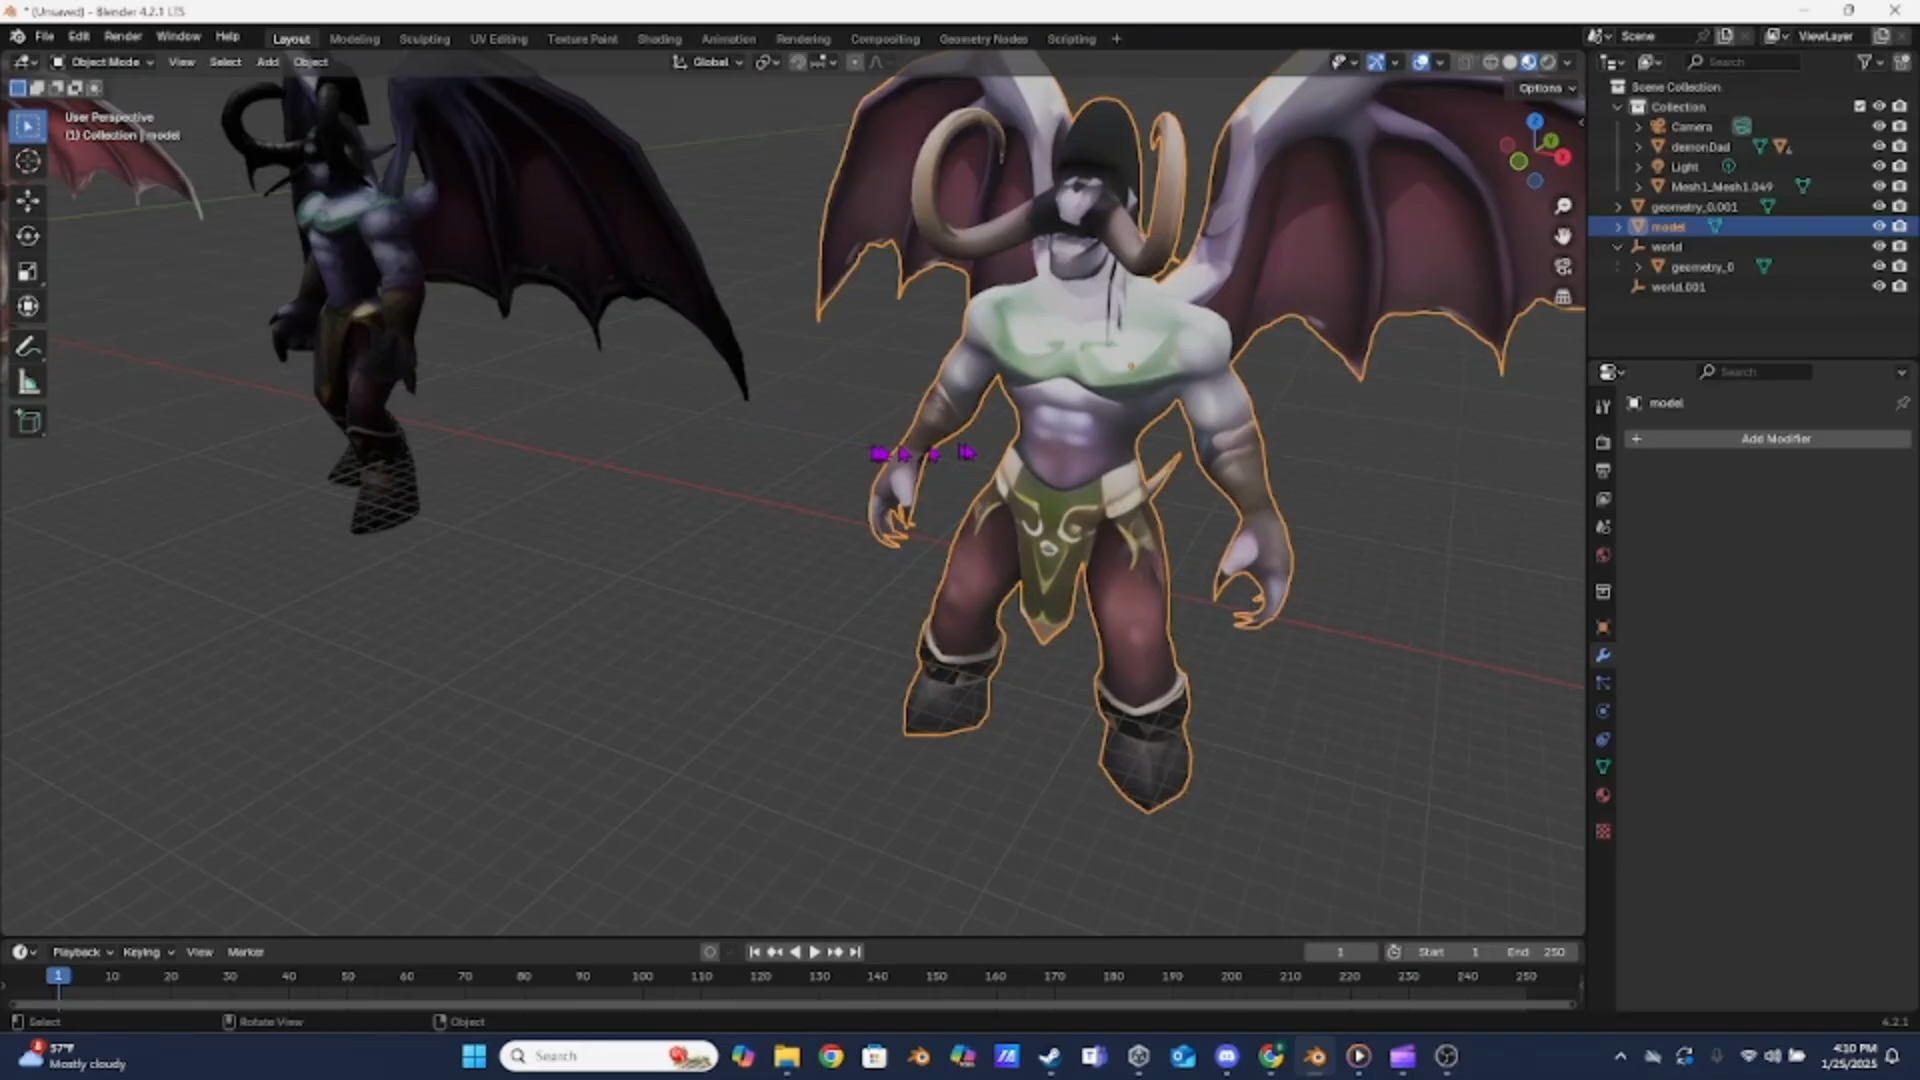 * (Unsaved) - Blender 4.2.1 LTS
File Edit Render Window Help Layout Modeling Sculpting UV Editing Texture Paint Shading Animation Rendering Compositing Geometry Nodes Scripting + Scene ViewLayer
Object Mode View Select Add Object Global Search
Options
User Perspective
(1) Collection | model
Scene Collection
Collection
Camera
demonDad
Light
Mesh1_Mesh1.049
geometry_0.001
model
world
geometry_0
world.001
Search
model
+ Add Modifier
Playback Keying View Marker 1 Start 1 End 250
1 10 20 30 40 50 60 70 80 90 100 110 120 130 140 150 160 170 180 190 200 210 220 230 240 250
Select Rotate View Object 4.2.1
57°F
Mostly cloudy
Search
4:10 PM
1/25/2025